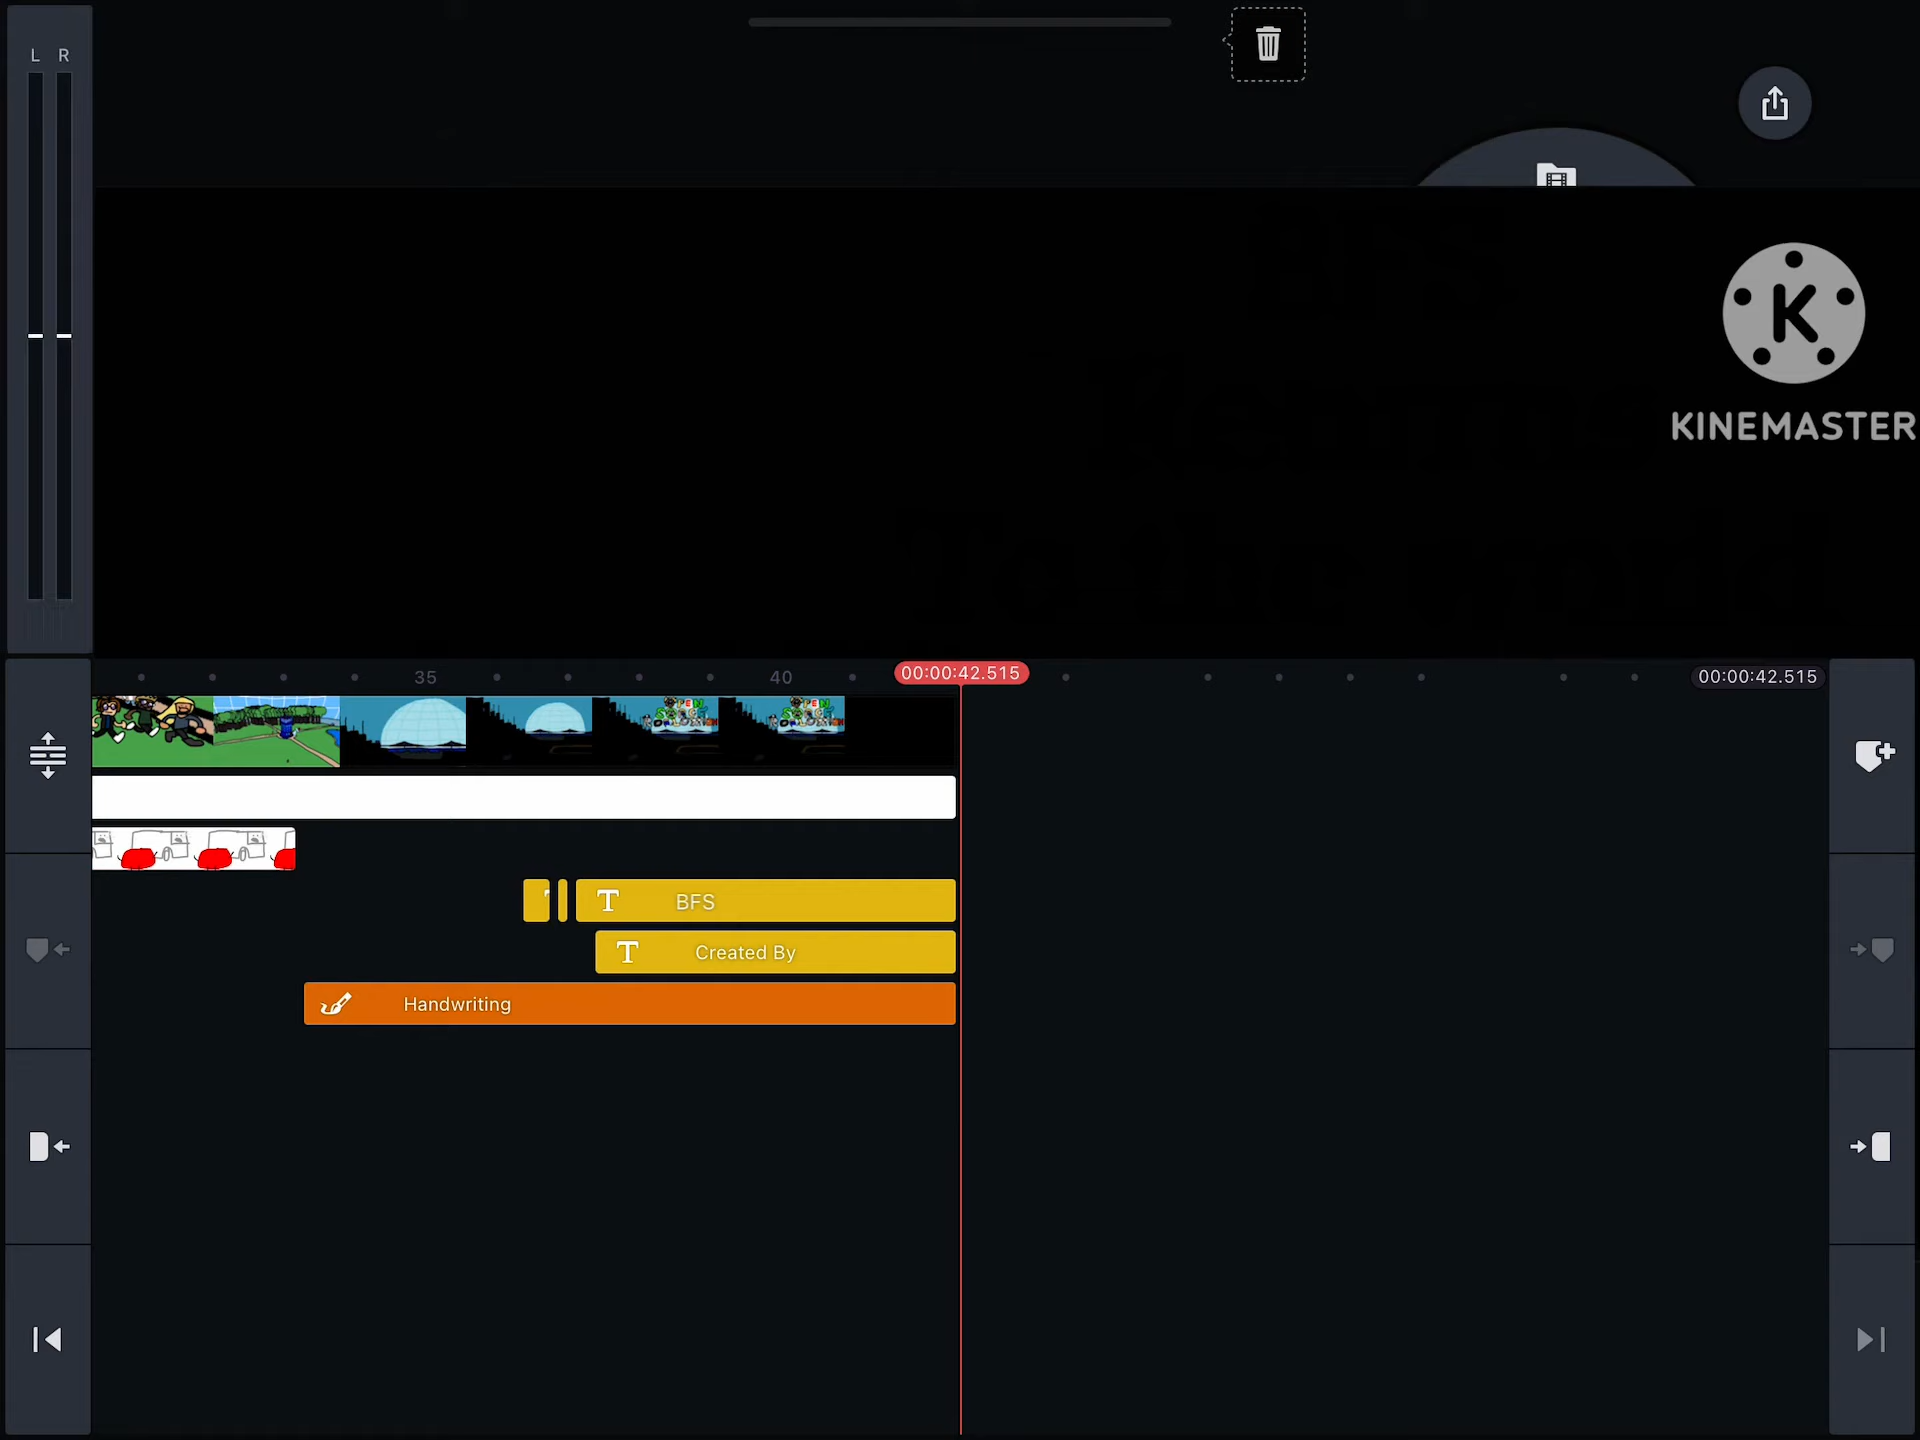 L R
K
KINEMASTER
35
40
00:00:42.515
00:00:42.515
T BFS
T Created By
Handwriting